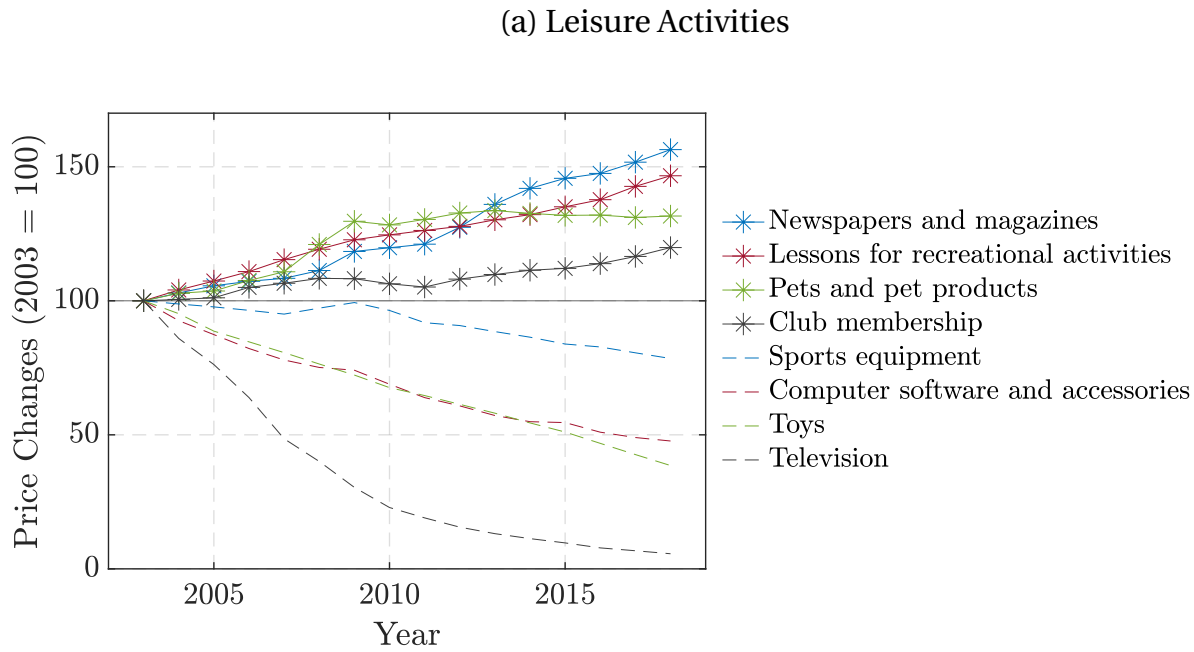 (a) Leisure Activities
Price Changes (2003 = 100)
150
100
50
0
2005
2010
2015
Year
Newspapers and magazines
Lessons for recreational activities
Pets and pet products
Club membership
Sports equipment
Computer software and accessories
Toys
Television